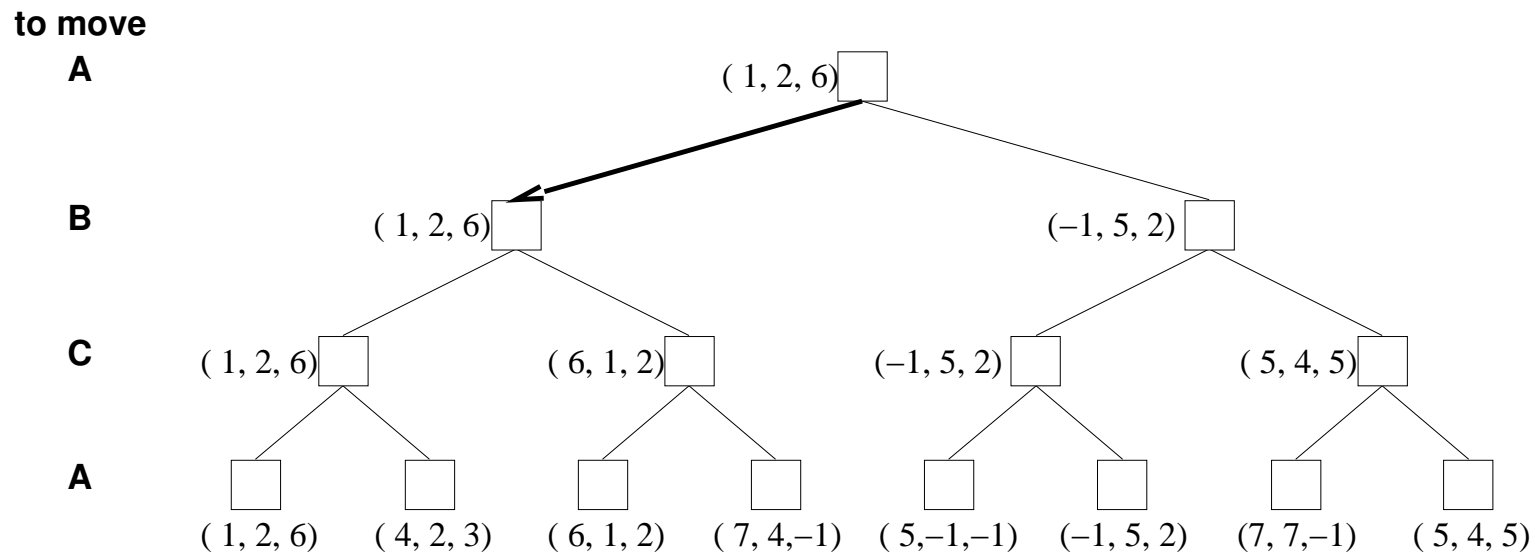 to move
A
( 1, 2, 6)
B
( 1, 2, 6)
(−1, 5, 2)
C
( 1, 2, 6)
( 6, 1, 2)
(−1, 5, 2)
( 5, 4, 5)
A
( 1, 2, 6)
( 4, 2, 3)
( 6, 1, 2)
( 7, 4,−1)
( 5,−1,−1)
(−1, 5, 2)
(7, 7,−1)
( 5, 4, 5)